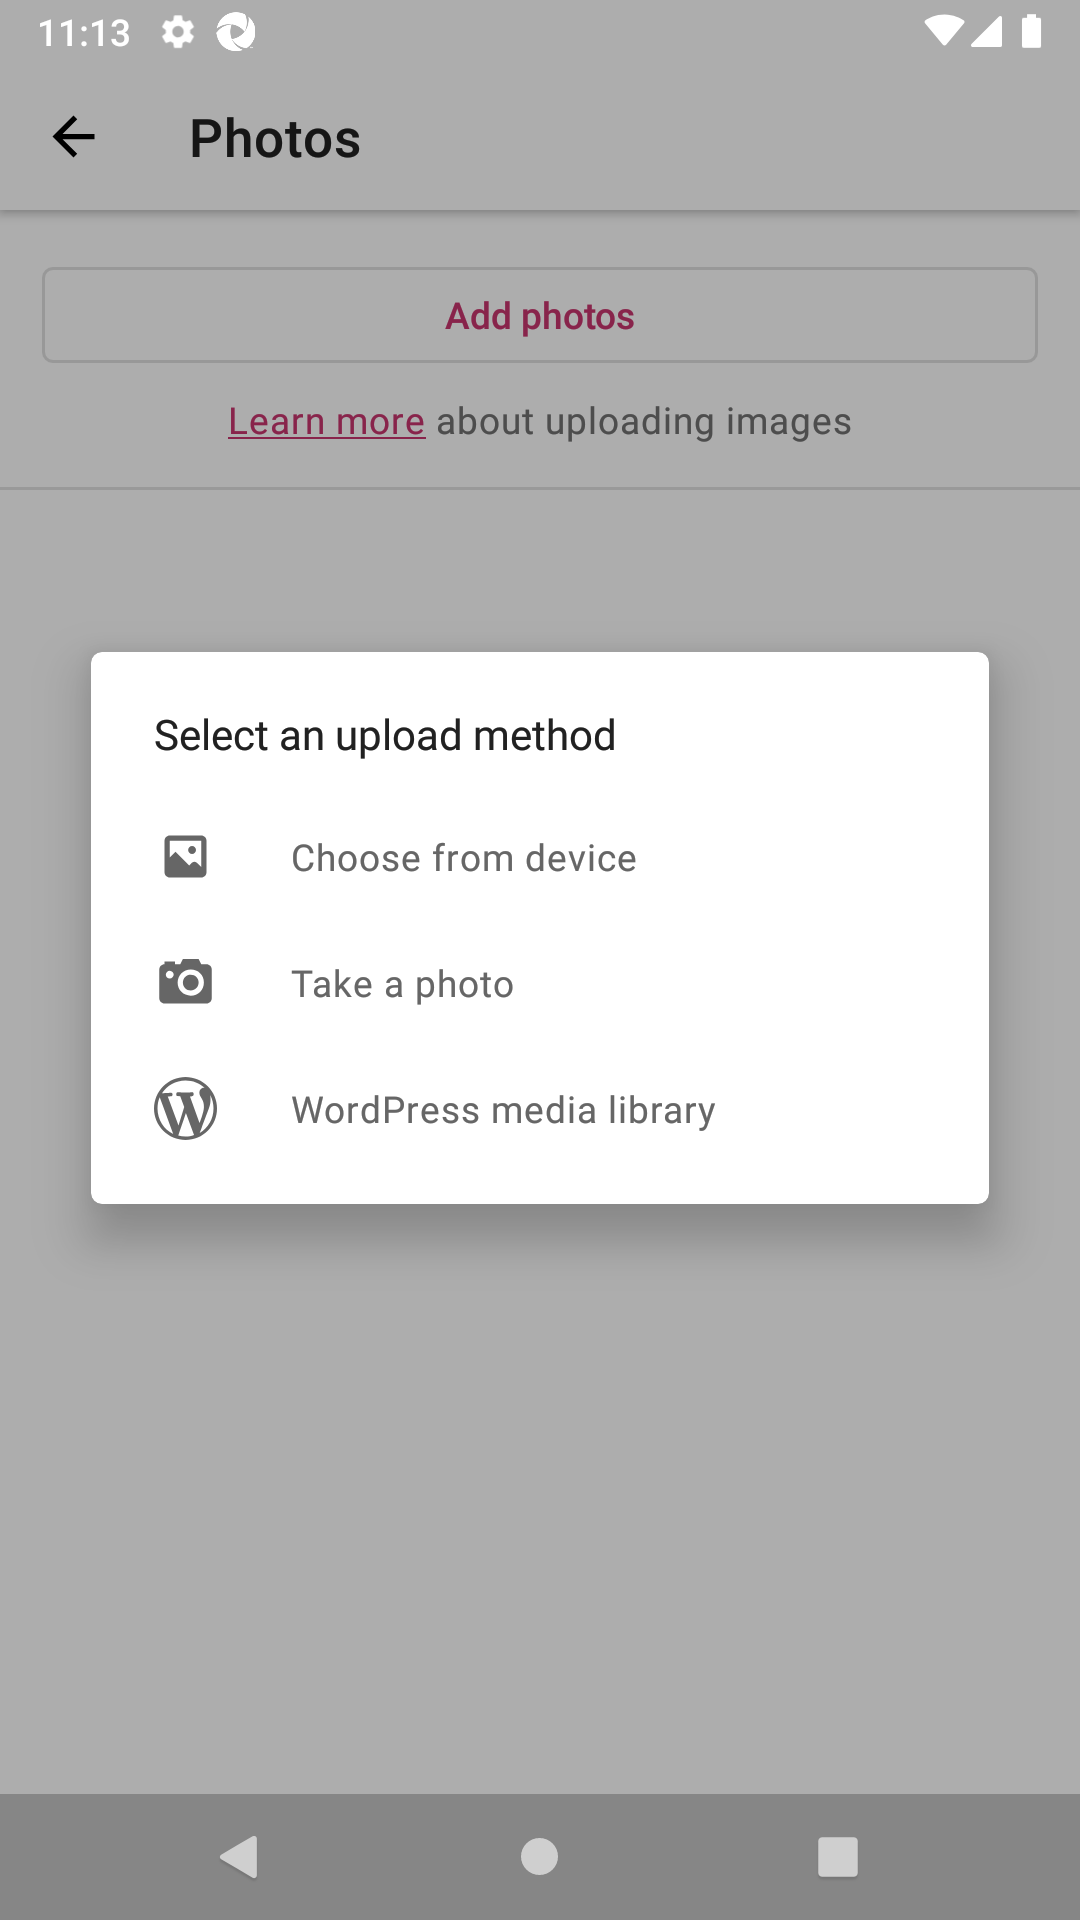 11:13
Photos
Add photos
Learn more about uploading images
Select an upload method
Choose from device
Take a photo
WordPress media library